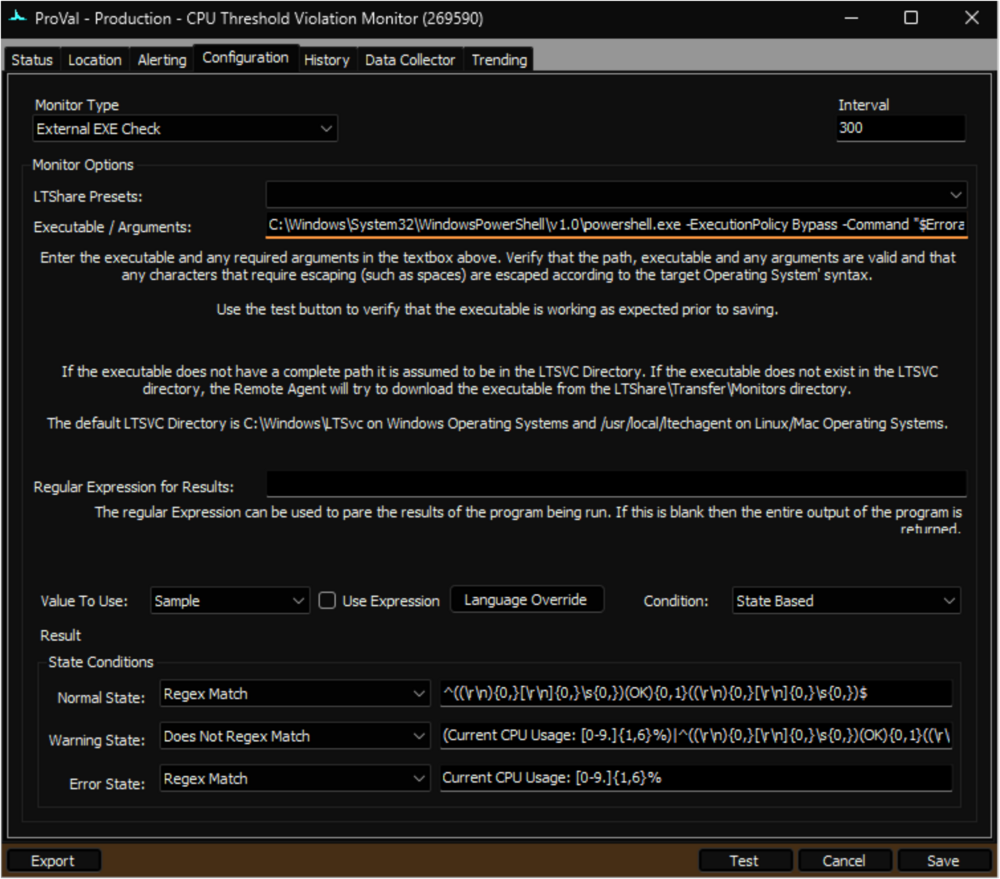 ProVal - Production - CPU Threshold Violation Monitor (269590)
Status Location Alerting Configuration History Data Collector Trending
Monitor Type Interval
External EXE Check 300
Monitor Options
LTShare Presets:
Executable / Arguments: C:\Windows\System32\WindowsPowerShell\v1.0\powershell.exe -ExecutionPolicy Bypass -Command "$Errora
Enter the executable and any required arguments in the textbox above. Verify that the path, executable and any arguments are valid and that
any characters that require escaping (such as spaces) are escaped according to the target Operating System' syntax.
Use the test button to verify that the executable is working as expected prior to saving.
If the executable does not have a complete path it is assumed to be in the LTSVC Directory. If the executable does not exist in the LTSVC
directory, the Remote Agent will try to download the executable from the LTShare\Transfer\Monitors directory.
The default LTSVC Directory is C:\Windows\LTSvc on Windows Operating Systems and /usr/local/ltechagent on Linux/Mac Operating Systems.
Regular Expression for Results:
The regular Expression can be used to pare the results of the program being run. If this is blank then the entire output of the program is
returned.
Value To Use: Sample Use Expression Language Override Condition: State Based
Result
State Conditions
Normal State: Regex Match ^((\r\n){0,}[\r\n]{0,}\s{0,})(OK){0,1}((\r\n){0,}[\r\n]{0,}\s{0,})$
Warning State: Does Not Regex Match (Current CPU Usage: [0-9.]{1,6}%)|^((\r\n){0,}[\r\n]{0,}\s{0,})(OK){0,1}((\r\
Error State: Regex Match Current CPU Usage: [0-9.]{1,6}%
Export Test Cancel Save